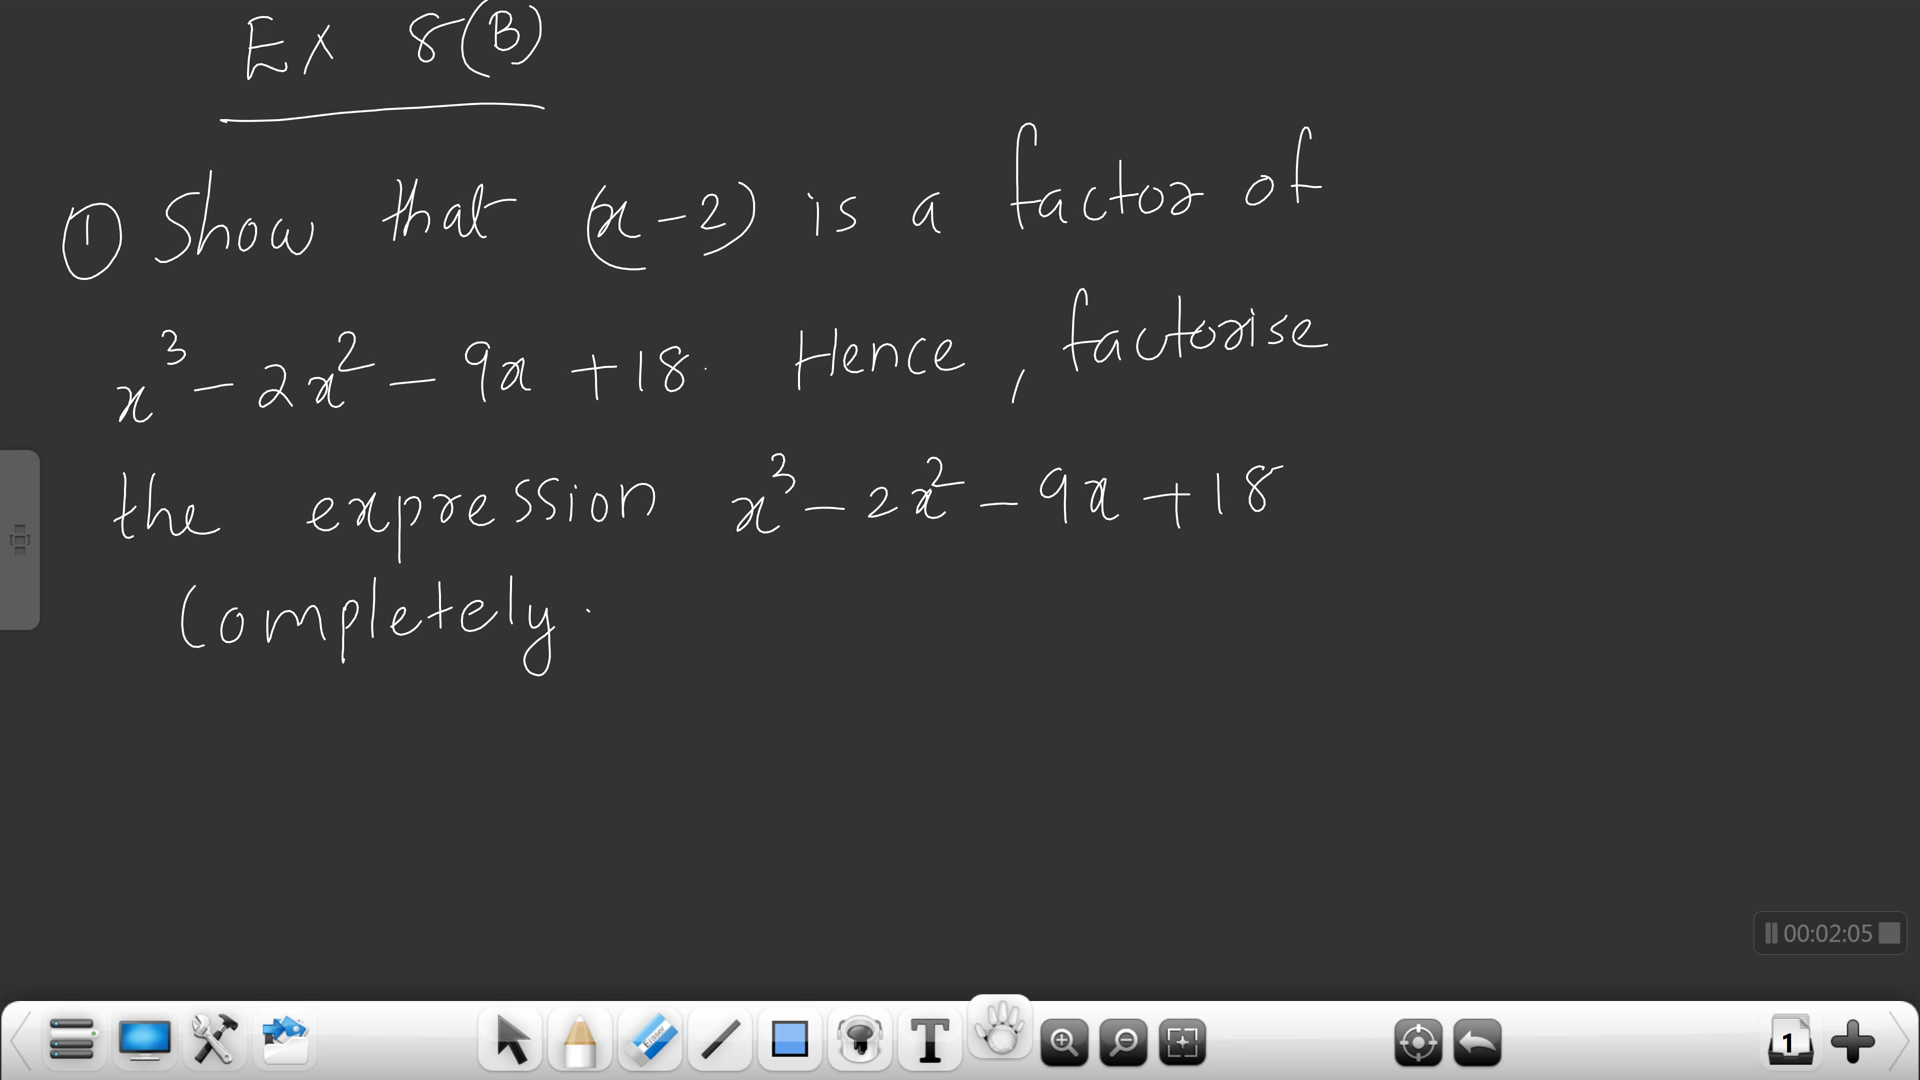 Ex 8(B)
① Show that (x-2) is a factor of
x³ - 2x² - 9x + 18. Hence, factorise
the expression x³ - 2x² - 9x + 18
Completely.
00:02:05
Eraser
T
1